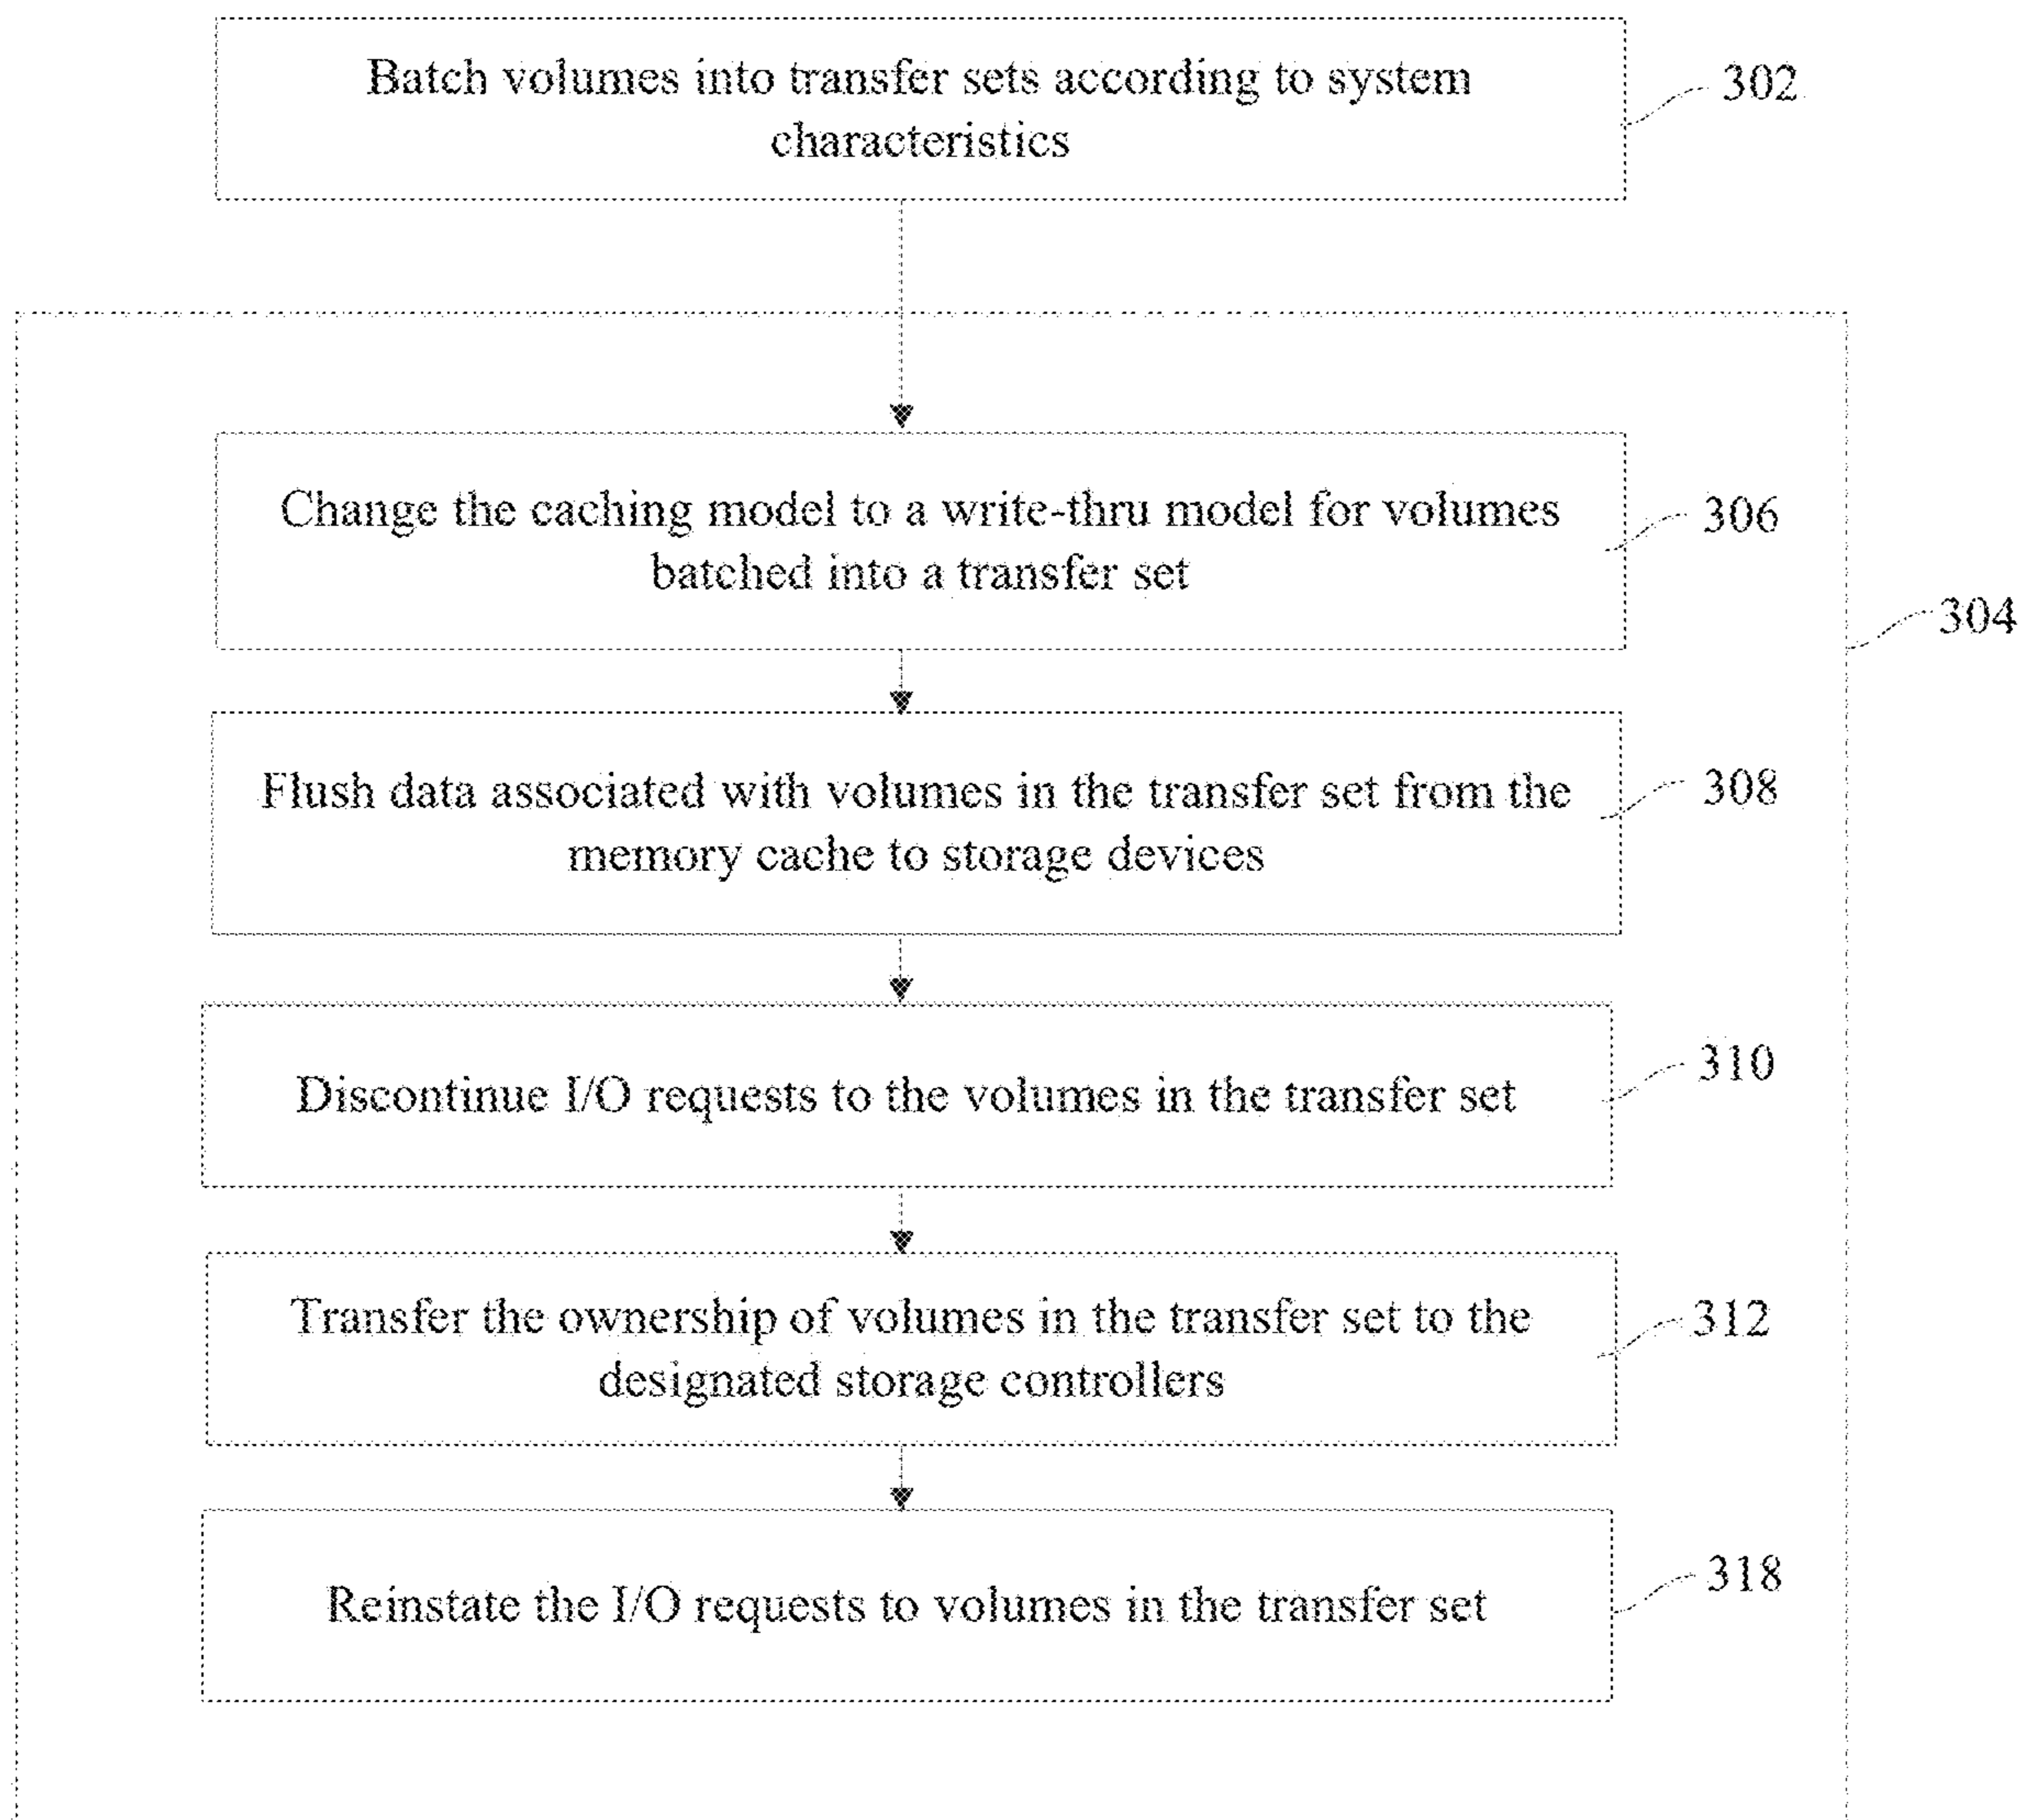 Batch volumes into transfer sets according to system
characteristics
302
Change the caching model to a write-thru model for volumes
batched into a transfer set
306
304
Flush data associated with volumes in the transfer set from the
memory cache to storage devices
308
Discontinue I/O requests to the volumes in the transfer set
310
Transfer the ownership of volumes in the transfer set to the
designated storage controllers
312
Reinstate the I/O requests to volumes in the transfer set
318